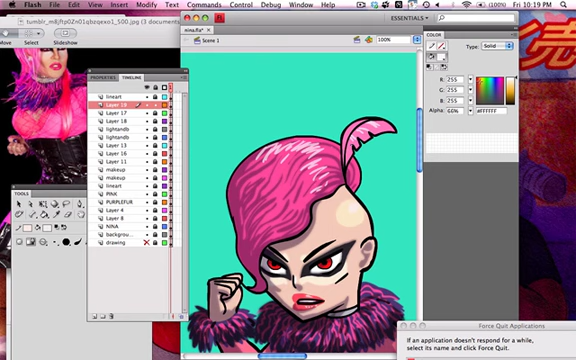 Flash File Edit View Insert Modify Text Commands Control Debug Window Help
(100%) Fri 10:19 PM
tumblr_m8jftp0Zn01qbzqexo1_500.jpg (3 documents
Move Scale Slideshow
ESSENTIALS
nina.fla*
Scene 1
100%
COLOR
Type: Solid
R: 255
G: 255
B: 255
Alpha: 66% #FFFFFF
PROPERTIES TIMELINE
lineart
Layer 19
Layer 17
Layer 18
lightandb
lightandb
Layer 13
Layer 16
Layer 11
makeup
makeup
lineart
PINK
PURPLEFUR
Layer 4
Layer 8
NINA
backgrou...
drawing
TOOLS
売
Force Quit Applications
If an application doesn't respond for a while,
select its name and click Force Quit.